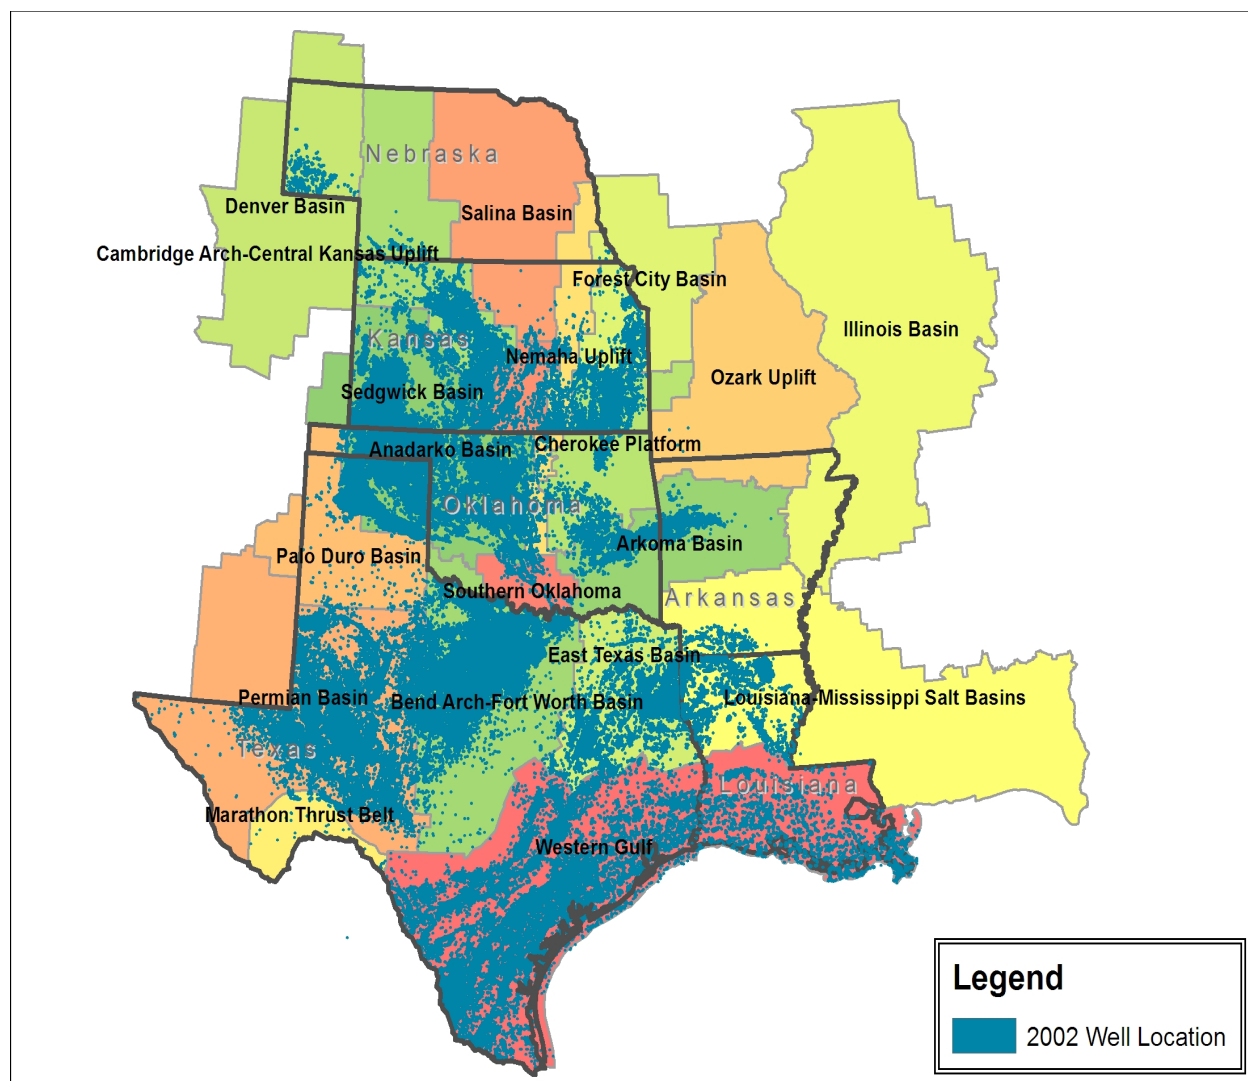 Nebraska
Denver Basin
Salina Basin
Cambridge Arch-Central Kansas Uplift
Forest City Basin
Illinois Basin
Kansas
Nemaha Uplift
Ozark Uplift
Sedgwick Basin
Cherokee Platform
Anadarko Basin
Oklahoma
Arkoma Basin
Palo Duro Basin
Southern Oklahoma
Arkansas
East Texas Basin
Permian Basin
Bend Arch-Fort Worth Basin
Louisiana-Mississippi Salt Basins
Texas
Louisiana
Marathon Thrust Belt
Western Gulf
Legend
2002 Well Location